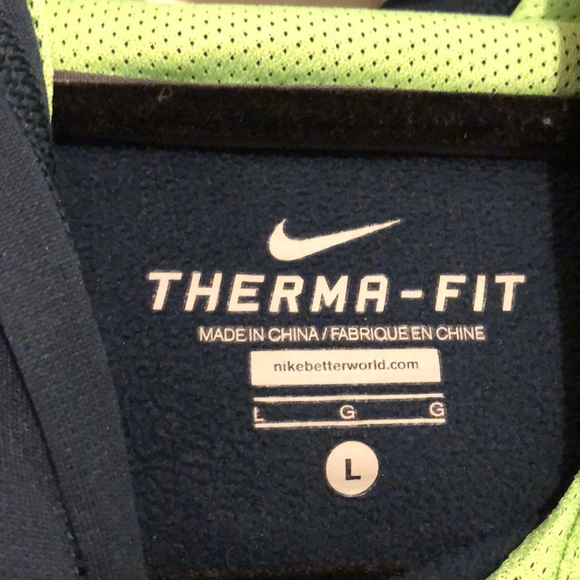 THERMA-FIT
MADE IN CHINA / FABRIQUE EN CHINE
nikebetterworld.com
L G G
L